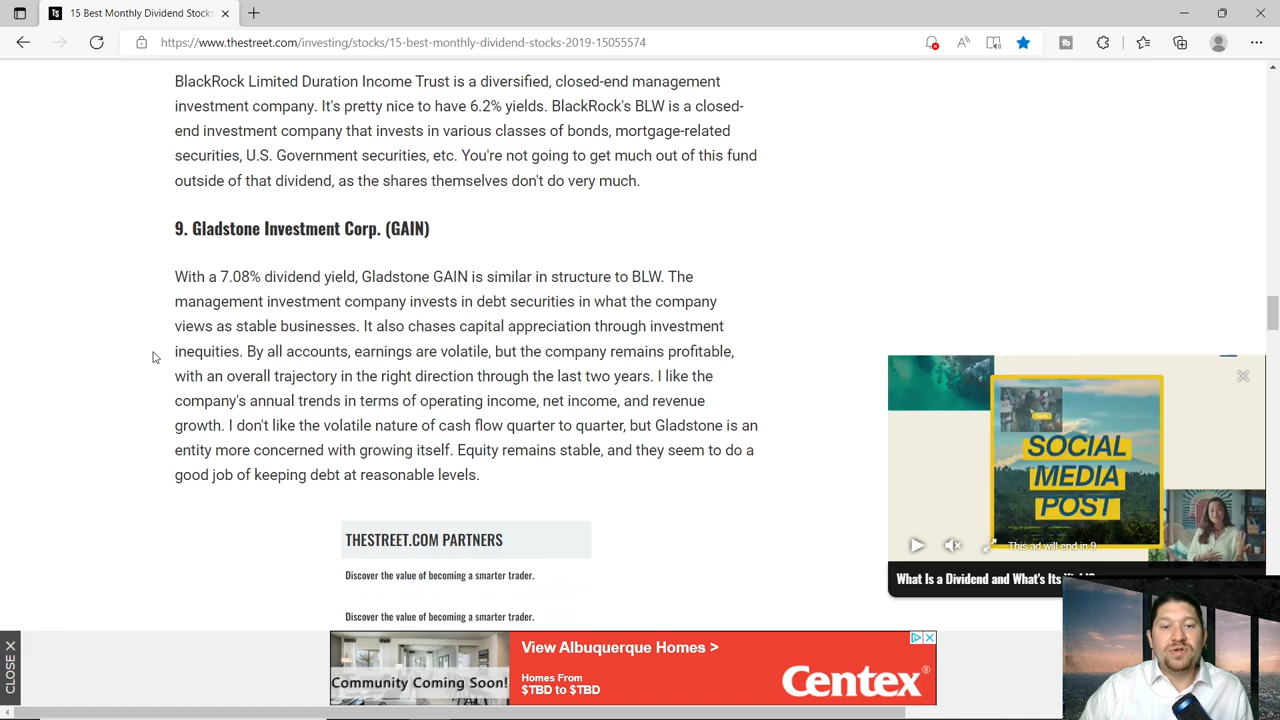 Ts 15 Best Monthly Dividend Stocks
https://www.thestreet.com/investing/stocks/15-best-monthly-dividend-stocks-2019-15055574
BlackRock Limited Duration Income Trust is a diversified, closed-end management
investment company. It's pretty nice to have 6.2% yields. BlackRock's BLW is a closed-
end investment company that invests in various classes of bonds, mortgage-related
securities, U.S. Government securities, etc. You're not going to get much out of this fund
outside of that dividend, as the shares themselves don't do very much.
9. Gladstone Investment Corp. (GAIN)
With a 7.08% dividend yield, Gladstone GAIN is similar in structure to BLW. The
management investment company invests in debt securities in what the company
views as stable businesses. It also chases capital appreciation through investment
inequities. By all accounts, earnings are volatile, but the company remains profitable,
with an overall trajectory in the right direction through the last two years. I like the
company's annual trends in terms of operating income, net income, and revenue
growth. I don't like the volatile nature of cash flow quarter to quarter, but Gladstone is an
entity more concerned with growing itself. Equity remains stable, and they seem to do a
good job of keeping debt at reasonable levels.
SOCIAL
MEDIA
POST
This ad will end in 9
What Is a Dividend and What's Its
THESTREET.COM PARTNERS
Discover the value of becoming a smarter trader.
Discover the value of becoming a smarter trader.
CLOSE
Community Coming Soon!
View Albuquerque Homes >
Homes From
$TBD to $TBD
Centex®